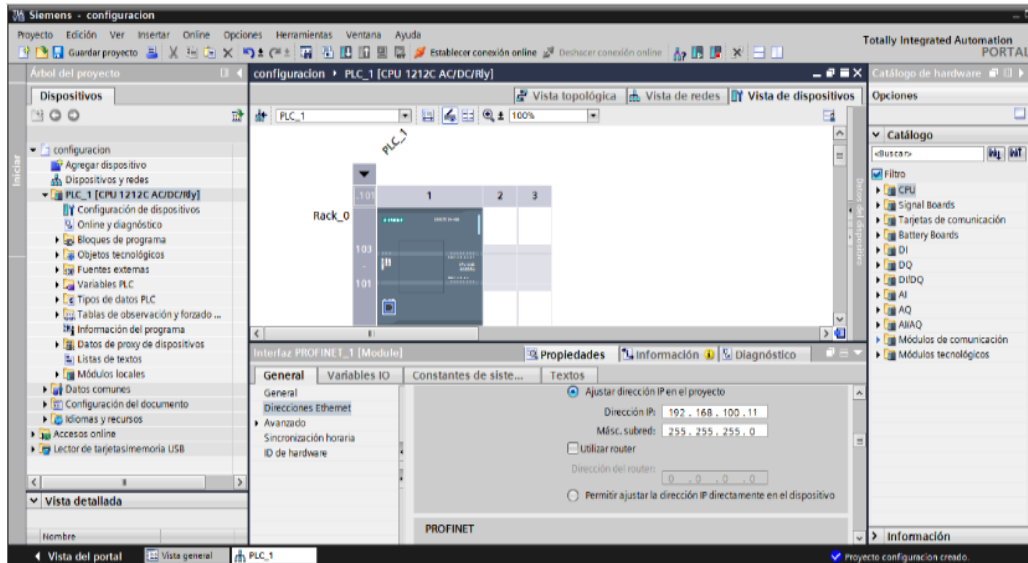 Siemens - configuracion
Proyecto Edición Ver Insertar Online Opciones Herramientas Ventana Ayuda
Guardar proyecto Establecer conexión online Deshacer conexión online
Totally Integrated Automation
PORTAL
Árbol del proyecto
Dispositivos
configuracion
Agregar dispositivo
Dispositivos y redes
PLC_1 [CPU 1212C AC/DC/Rly]
Configuración de dispositivos
Online y diagnóstico
Bloques de programa
Objetos tecnológicos
Fuentes externas
Variables PLC
Tipos de datos PLC
Tablas de observación y forzado ...
Información del programa
Datos de proxy de dispositivos
Listas de textos
Módulos locales
Datos comunes
Configuración del documento
Idiomas y recursos
Accesos online
Lector de tarjetas/memoria USB
Vista detallada
Nombre
Iniciar
configuracion PLC_1 [CPU 1212C AC/DC/Rly]
Vista topológica Vista de redes Vista de dispositivos
PLC_1 100%
PLC_1
101 1 2 3
Rack_0
103
101
Datos del dispositivo
Interfaz PROFINET_1 [Module]
Propiedades Información Diagnóstico
General Variables IO Constantes de siste... Textos
General
Direcciones Ethernet
Avanzado
Sincronización horaria
ID de hardware
Ajustar dirección IP en el proyecto
Dirección IP: 192 . 168 . 100 . 11
Másc. subred: 255 . 255 . 255 . 0
Utilizar router
Dirección del router: 0 . 0 . 0 . 0
Permitir ajustar la dirección IP directamente en el dispositivo
PROFINET
Catálogo de hardware
Opciones
Catálogo
<Buscar>
Filtro
CPU
Signal Boards
Tarjetas de comunicación
Battery Boards
DI
DQ
DI/DQ
AI
AQ
AI/AQ
Módulos de comunicación
Módulos tecnológicos
Información
Vista del portal Vista general PLC_1
Proyecto configuracion creado.